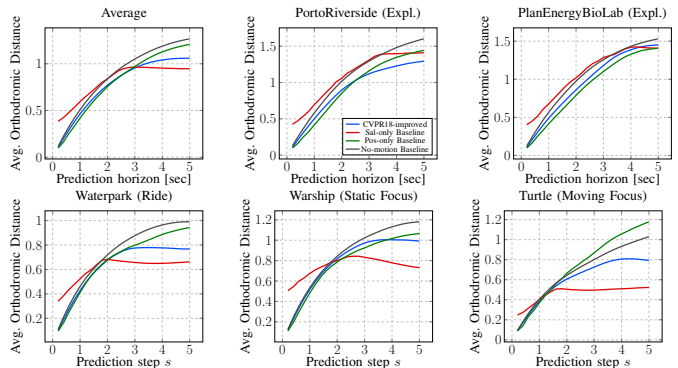 Average
PortoRiverside (Expl.)
PlanEnergyBioLab (Expl.)
Avg. Orthodromic Distance
1
0.5
0
0 1 2 3 4 5
Prediction horizon [sec]
Avg. Orthodromic Distance
1.5
1
0.5
0
0 1 2 3 4 5
Prediction horizon [sec]
CVPR18-improved
Sal-only Baseline
Pos-only Baseline
No-motion Baseline
Avg. Orthodromic Distance
1.5
1
0.5
0
0 1 2 3 4 5
Prediction horizon [sec]
Waterpark (Ride)
Warship (Static Focus)
Turtle (Moving Focus)
Avg. Orthodromic Distance
1
0.8
0.6
0.4
0.2
0 1 2 3 4 5
Prediction step s
Avg. Orthodromic Distance
1.2
1
0.8
0.6
0.4
0.2
0 1 2 3 4 5
Prediction step s
Avg. Orthodromic Distance
1.2
1
0.8
0.6
0.4
0.2
0 1 2 3 4 5
Prediction step s